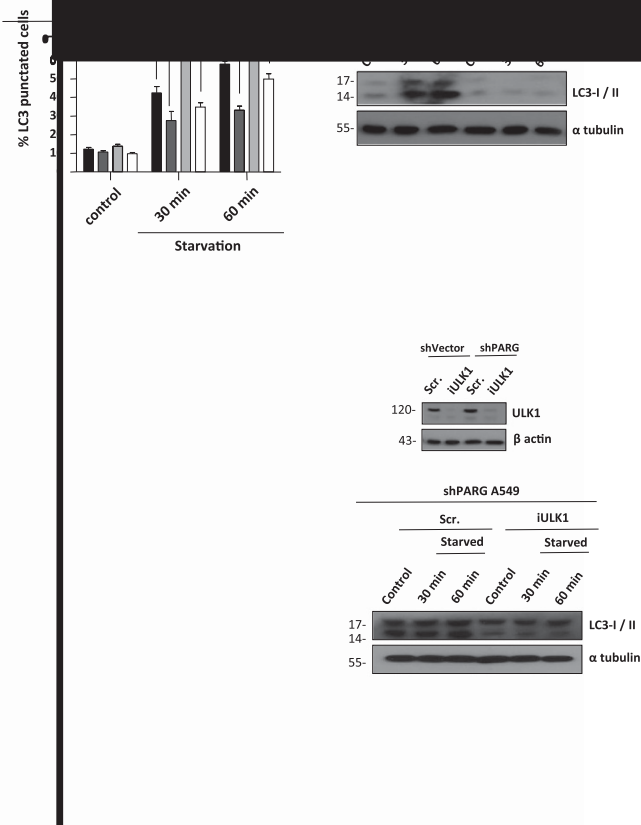 % LC3 punctated cells
5
4
3
2
1
control
30 min
60 min
Starvation
17-
14-
LC3-I / II
55-
α tubulin
shVector
shPARG
Scr.
iULK1
Scr.
iULK1
120-
ULK1
43-
β actin
shPARG A549
Scr.
iULK1
Starved
Starved
Control
30 min
60 min
Control
30 min
60 min
17-
14-
LC3-I / II
55-
α tubulin